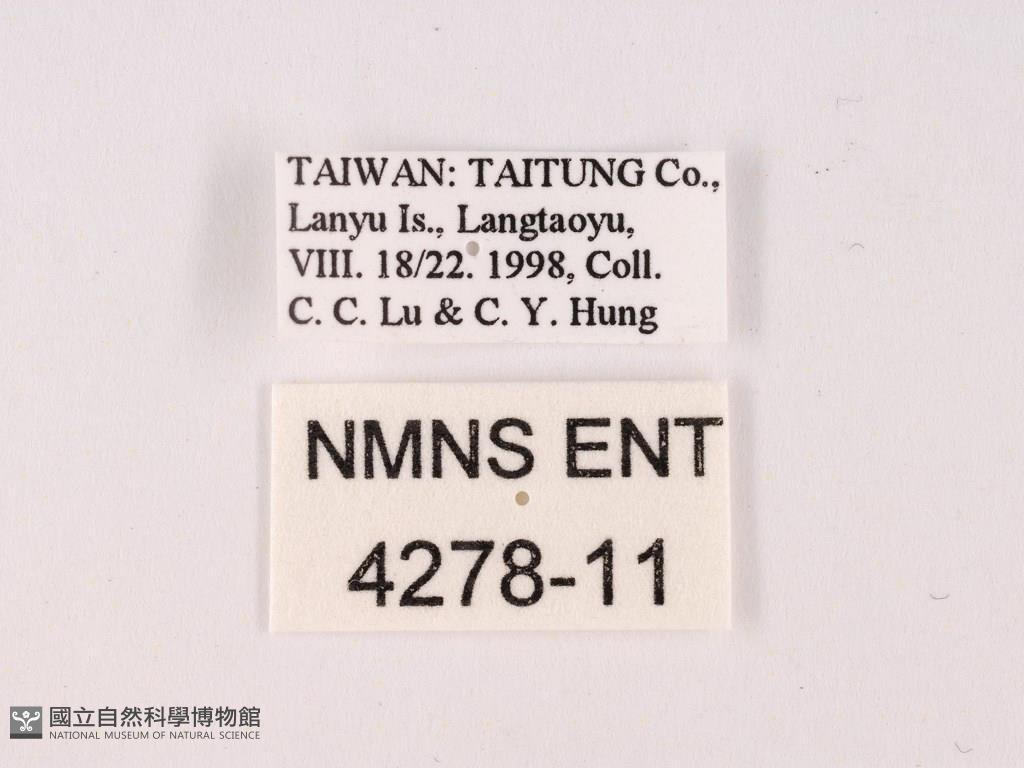 TAIWAN: TAITUNG Co.,
Lanyu Is., Langtaoyu,
VIII. 18/22. 1998, Coll.
C. C. Lu & C. Y. Hung
NMNS ENT
4278-11
國立自然科學博物館
NATIONAL MUSEUM OF NATURAL SCIENCE